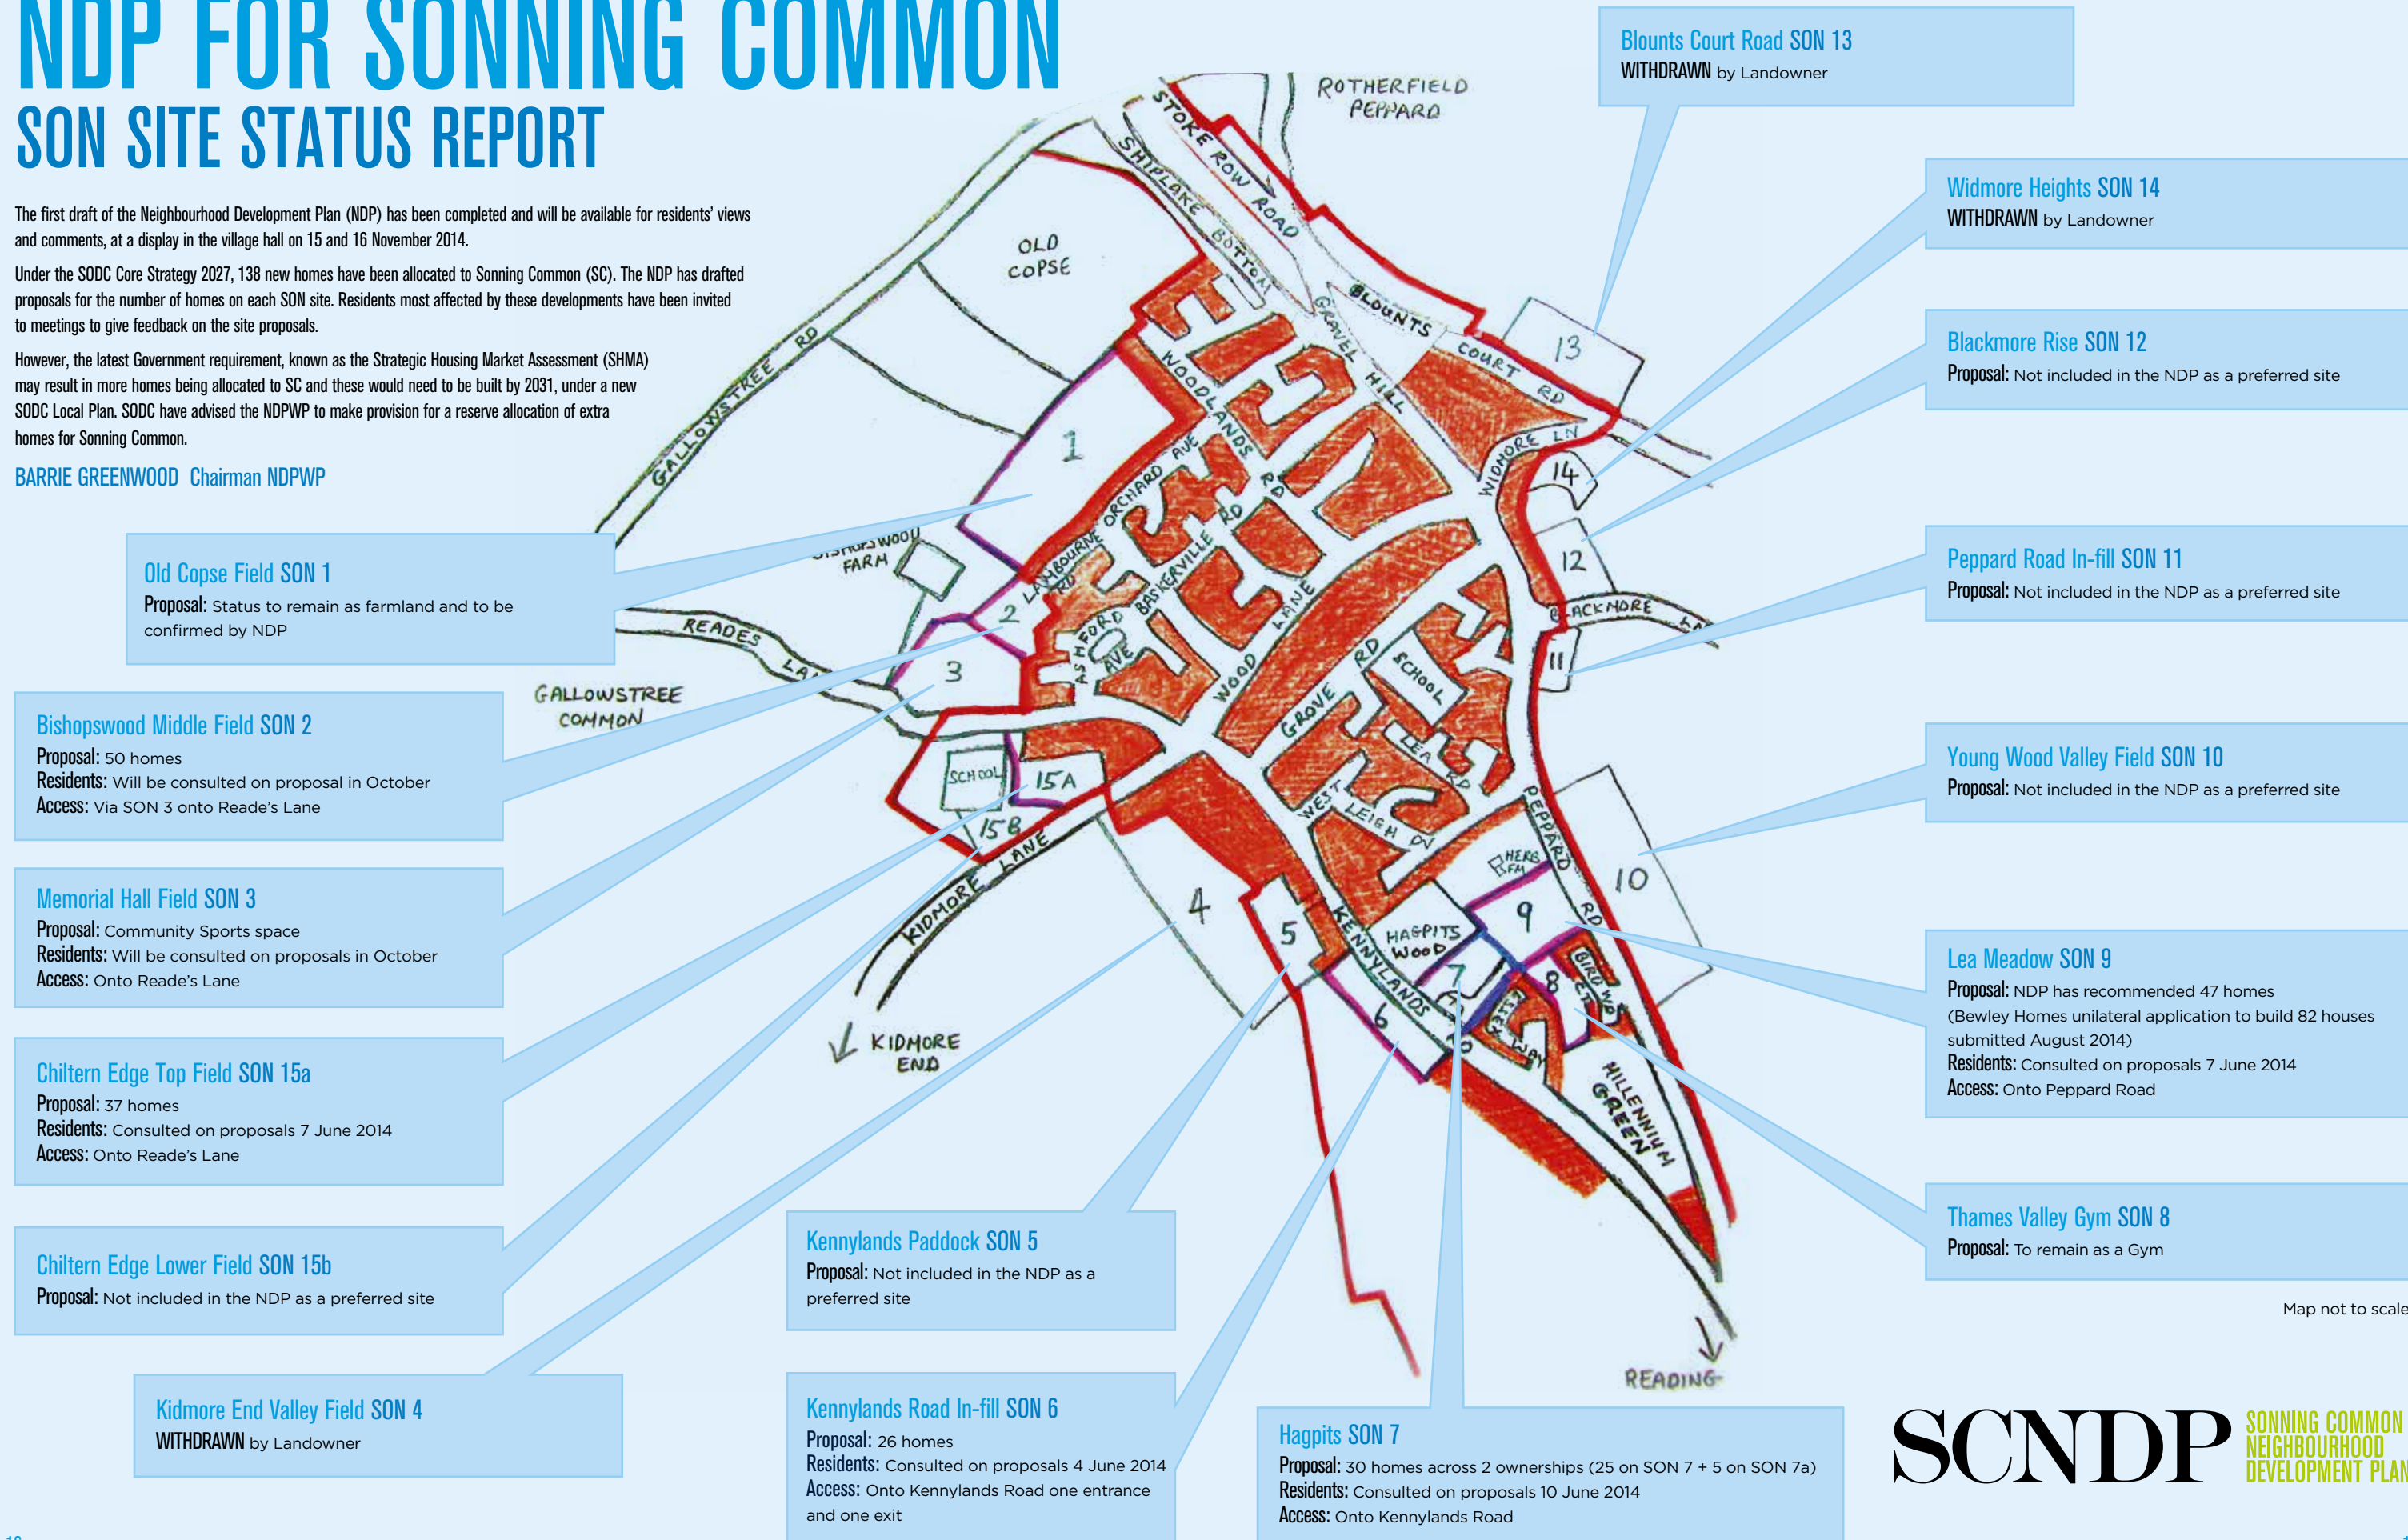 NDP FOR SONNING COMMON
SON SITE STATUS REPORT
The first draft of the Neighbourhood Development Plan (NDP) has been completed and will be available for residents' views
and comments, at a display in the village hall on 15 and 16 November 2014.
Under the SODC Core Strategy 2027, 138 new homes have been allocated to Sonning Common (SC). The NDP has drafted
proposals for the number of homes on each SON site. Residents most affected by these developments have been invited
to meetings to give feedback on the site proposals.
However, the latest Government requirement, known as the Strategic Housing Market Assessment (SHMA)
may result in more homes being allocated to SC and these would need to be built by 2031, under a new
SODC Local Plan. SODC have advised the NDPWP to make provision for a reserve allocation of extra
homes for Sonning Common.
BARRIE GREENWOOD Chairman NDPWP
Old Copse Field SON 1
Proposal: Status to remain as farmland and to be
confirmed by NDP
Bishopswood Middle Field SON 2
Proposal: 50 homes
Residents: Will be consulted on proposal in October
Access: Via SON 3 onto Reade's Lane
Memorial Hall Field SON 3
Proposal: Community Sports space
Residents: Will be consulted on proposals in October
Access: Onto Reade's Lane
Chiltern Edge Top Field SON 15a
Proposal: 37 homes
Residents: Consulted on proposals 7 June 2014
Access: Onto Reade's Lane
Chiltern Edge Lower Field SON 15b
Proposal: Not included in the NDP as a preferred site
Kidmore End Valley Field SON 4
WITHDRAWN by Landowner
Kennylands Paddock SON 5
Proposal: Not included in the NDP as a
preferred site
Kennylands Road In-fill SON 6
Proposal: 26 homes
Residents: Consulted on proposals 4 June 2014
Access: Onto Kennylands Road one entrance
and one exit
Hagpits SON 7
Proposal: 30 homes across 2 ownerships (25 on SON 7 + 5 on SON 7a)
Residents: Consulted on proposals 10 June 2014
Access: Onto Kennylands Road
Blounts Court Road SON 13
WITHDRAWN by Landowner
Widmore Heights SON 14
WITHDRAWN by Landowner
Blackmore Rise SON 12
Proposal: Not included in the NDP as a preferred site
Peppard Road In-fill SON 11
Proposal: Not included in the NDP as a preferred site
Young Wood Valley Field SON 10
Proposal: Not included in the NDP as a preferred site
Lea Meadow SON 9
Proposal: NDP has recommended 47 homes
(Bewley Homes unilateral application to build 82 houses
submitted August 2014)
Residents: Consulted on proposals 7 June 2014
Access: Onto Peppard Road
Thames Valley Gym SON 8
Proposal: To remain as a Gym
Map not to scale
SCNDP
SONNING COMMON
NEIGHBOURHOOD
DEVELOPMENT PLAN
ROTHERFIELD
PEPPARD
STOKE ROW ROAD
SHIPLAKE BOTTOM
OLD
COPSE
GALLOWSTREE RD
GRAVEL HILL
BLOUNTS COURT RD
13
WOODLANDS RD
1
ORCHARD AVE
WIDMORE LN
14
12
FARM
LAMBOURNE RD
BASKERVILLE RD
2
ASHFORD AVE
WOOD LANE
READES
3
GALLOWSTREE
COMMON
GROVE RD
SCHOOL
LEA RD
11
SCHOOL
15A
15B
WEST LEIGH DV
PEPPARD RD
HERB
FM
10
KIDMORE LANE
4
5
KENNYLANDS
HAGPITS
WOOD
9
7
8
6
WAY
KIDMORE
END
MILLENNIUM
GREEN
READING